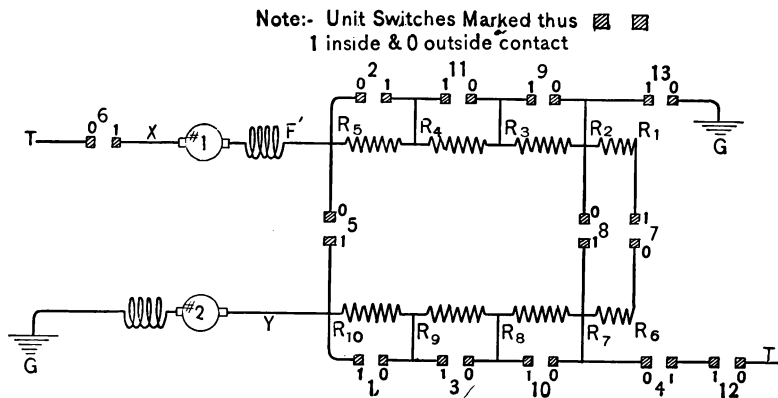 Note:- Unit Switches Marked thus
1 inside & 0 outside contact
2 11 9 13
0 1 1 0 1 0 1 0
6
0 1
T X #1 F' R5 R4 R3 R2 R1
G
0 0 1
5 8 7
1 1 0
#2 Y
R10 R9 R8 R7 R6
G
T
1 0 1 0 1 0 0 1 1 0
1 3 10 4 12